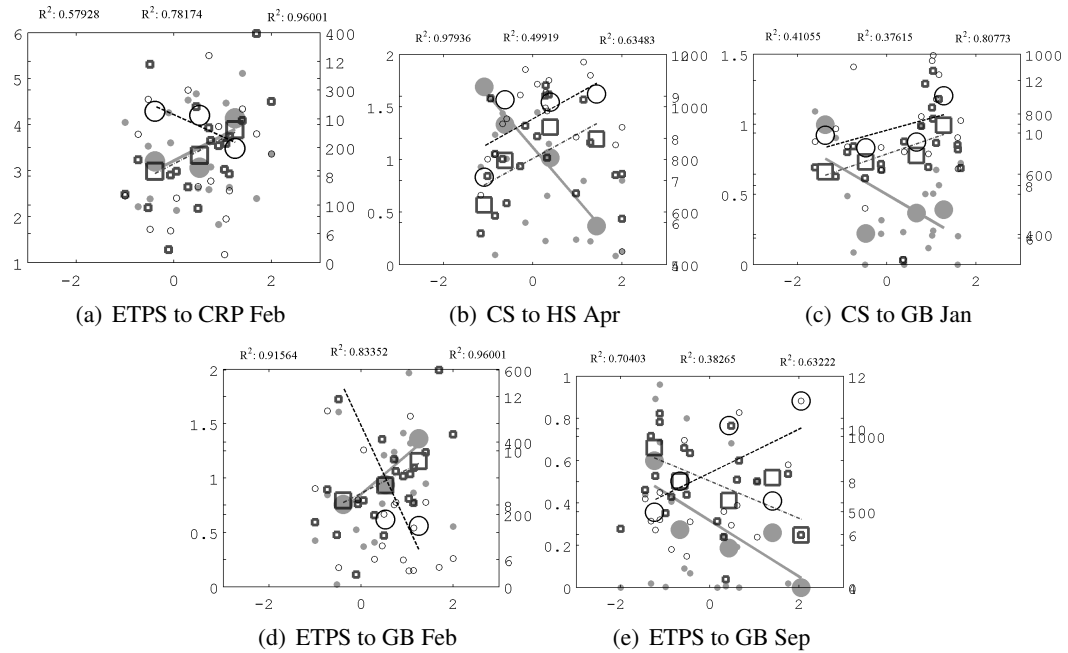 R²: 0.57928 R²: 0.78174 R²: 0.96001
6 5 4 3 2 1
400 12 300 10 200 8 100 6 0
-2 0 2
(a) ETPS to CRP Feb
R²: 0.97936 R²: 0.49919 R²: 0.63483
2 1.5 1 0.5 0
9 1000 8 800 7 600 6
-2 0 2
(b) CS to HS Apr
R²: 0.41055 R²: 0.37615 R²: 0.80773
1.5 1 0.5 0
1000 12 800 10 600 8 400 6
-2 0 2
(c) CS to GB Jan
R²: 0.91564 R²: 0.83352 R²: 0.96001
2 1.5 1 0.5 0
600 12 400 10 8 200 6 0
-2 0 2
(d) ETPS to GB Feb
R²: 0.70403 R²: 0.38265 R²: 0.63222
1 0.8 0.6 0.4 0.2 0
12 10 1000 8 500 6
-2 0 2
(e) ETPS to GB Sep